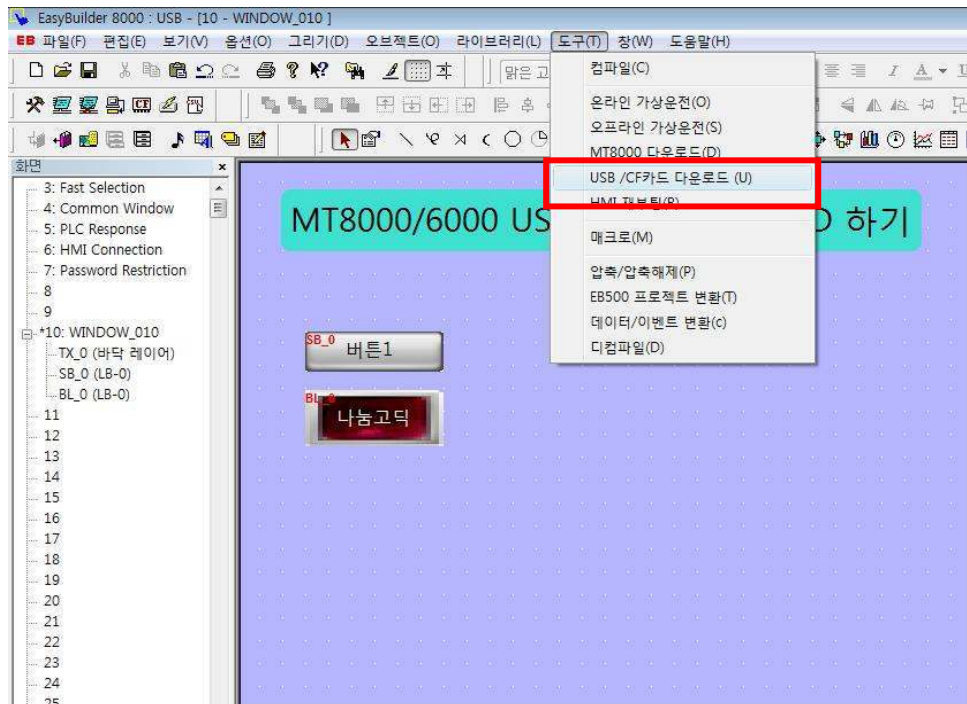 EasyBuilder 8000 : USB - [10 - WINDOW_010 ]
EB 파일(F) 편집(E) 보기(V) 옵션(O) 그리기(D) 오브젝트(O) 라이브러리(L) 도구(T) 창(W) 도움말(H)
맑은 고
컴파일(C)
온라인 가상운전(O)
오프라인 가상운전(S)
MT8000 다운로드(D)
USB /CF카드 다운로드 (U)
HMI 재부팅(R)
매크로(M)
압축/압축해제(P)
EB500 프로젝트 변환(T)
데이터/이벤트 변환(c)
디컴파일(D)
화면
3: Fast Selection
4: Common Window
5: PLC Response
6: HMI Connection
7: Password Restriction
8
9
*10: WINDOW_010
TX_0 (바닥 레이어)
SB_0 (LB-0)
BL_0 (LB-0)
11
12
13
14
15
16
17
18
19
20
21
22
23
24
25
MT8000/6000 US
하기
SB_0
버튼1
BL_0
나눔고딕